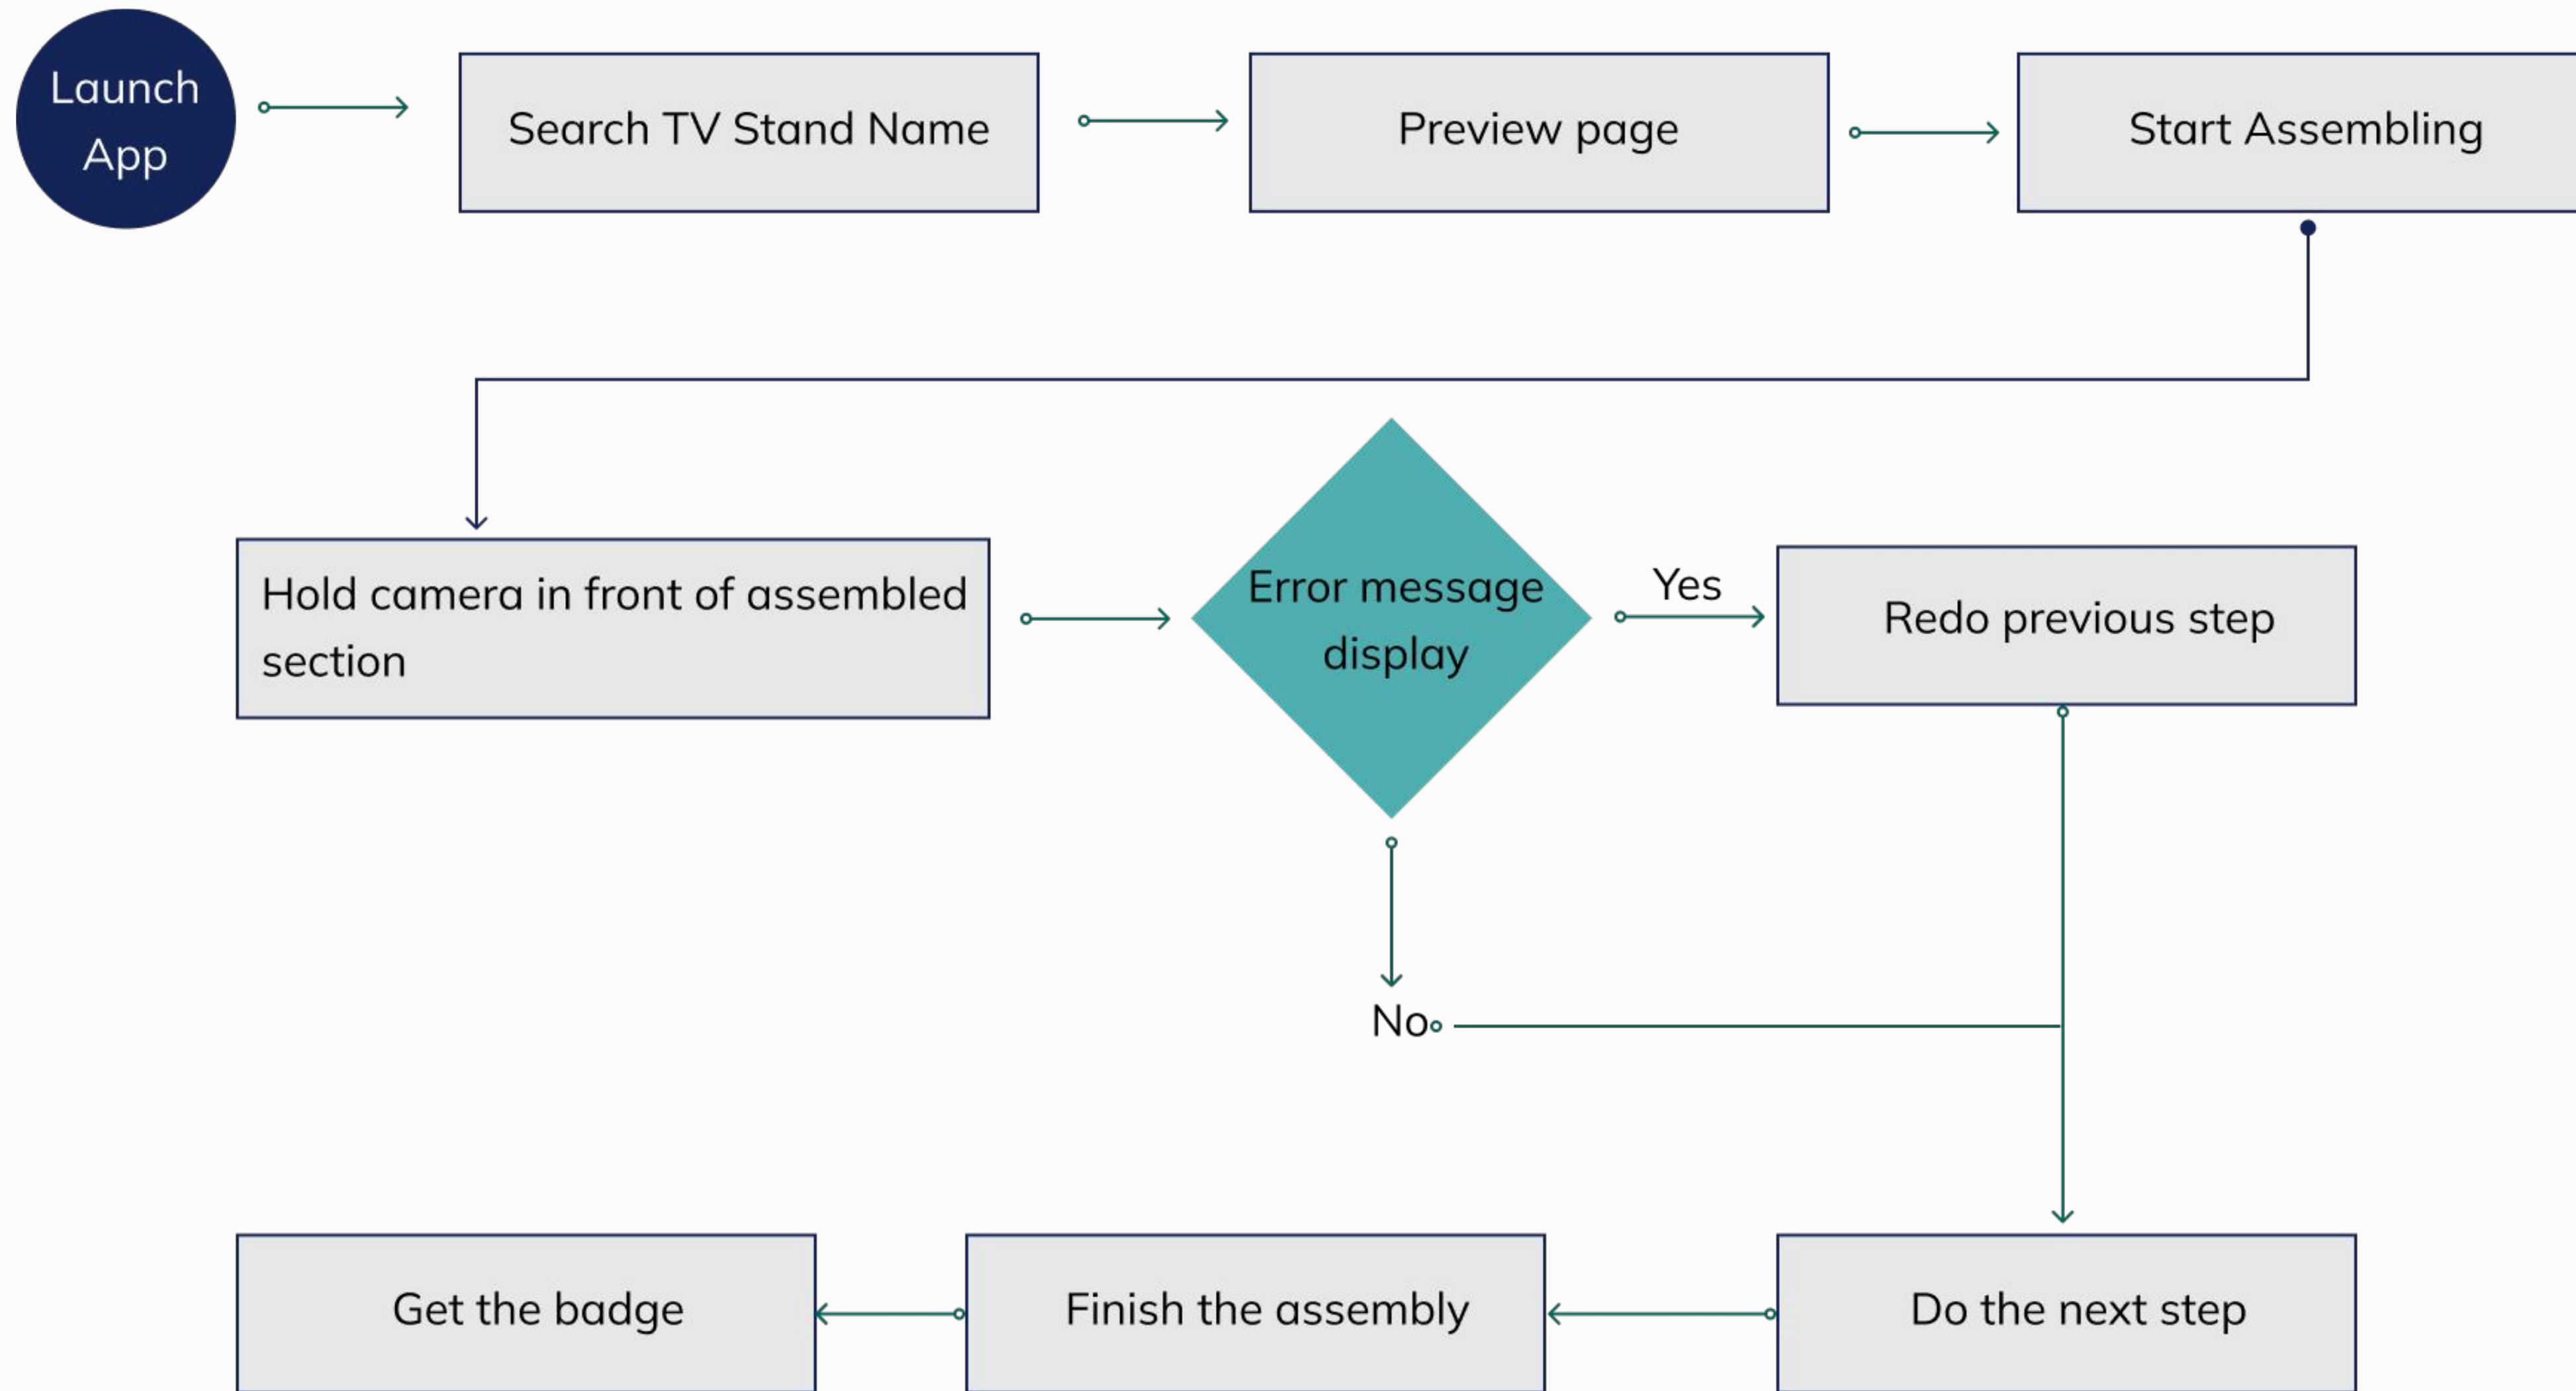 Launch
App
Search TV Stand Name
Preview page
Start Assembling
Hold camera in front of assembled
section
Error message
display
Yes
Redo previous step
No
Get the badge
Finish the assembly
Do the next step